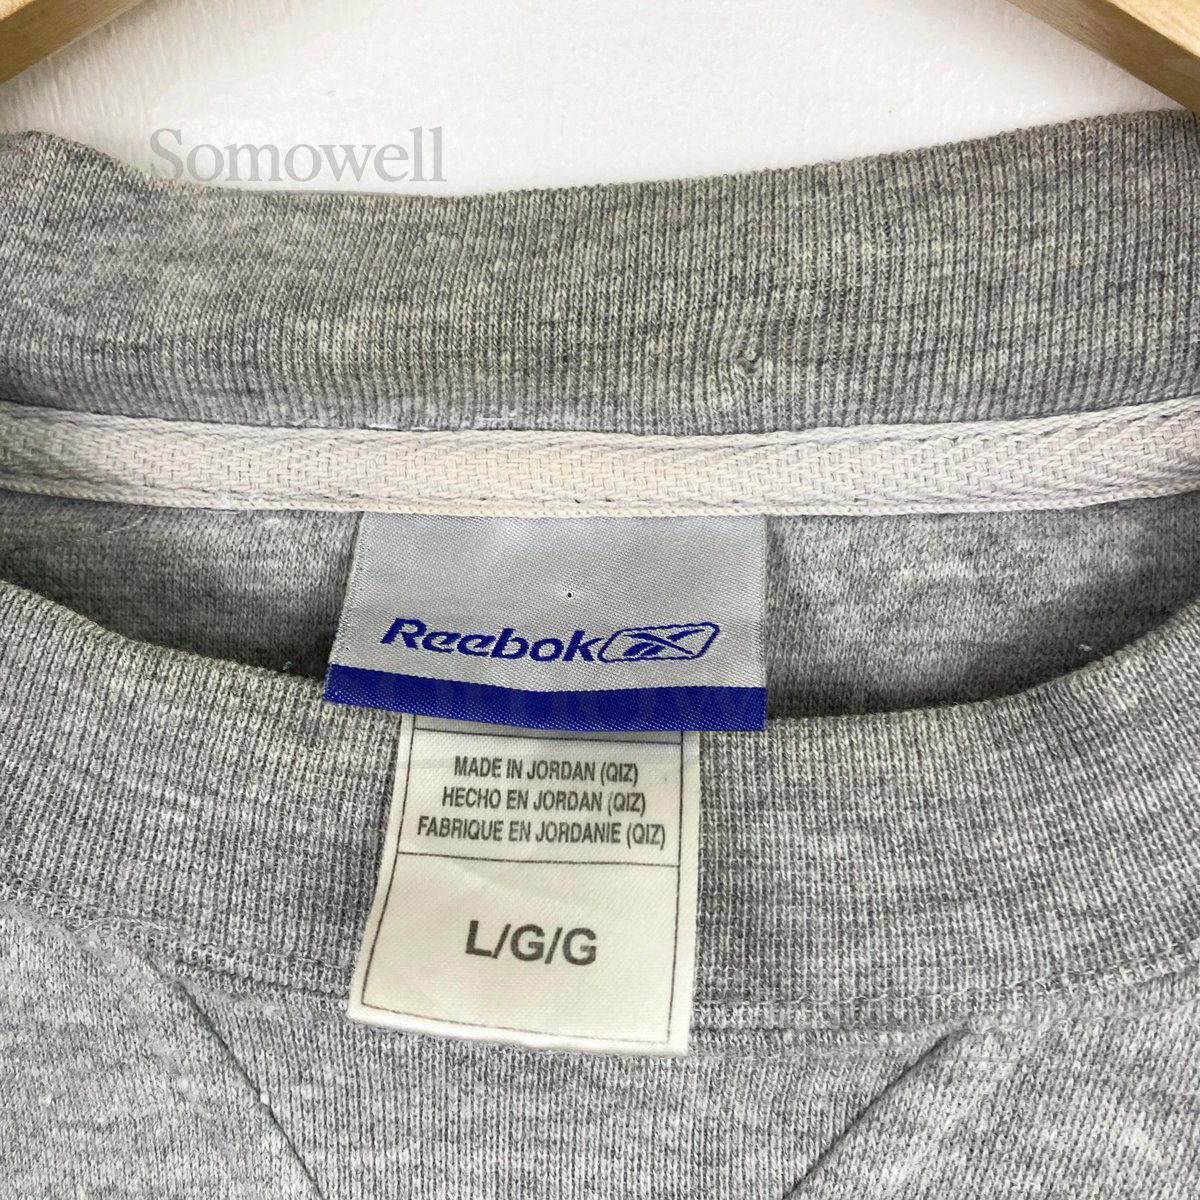 Somowell
Reebok
MADE IN JORDAN (QIZ)
HECHO EN JORDAN (QIZ)
FABRIQUE EN JORDANIE (QIZ)
L/G/G